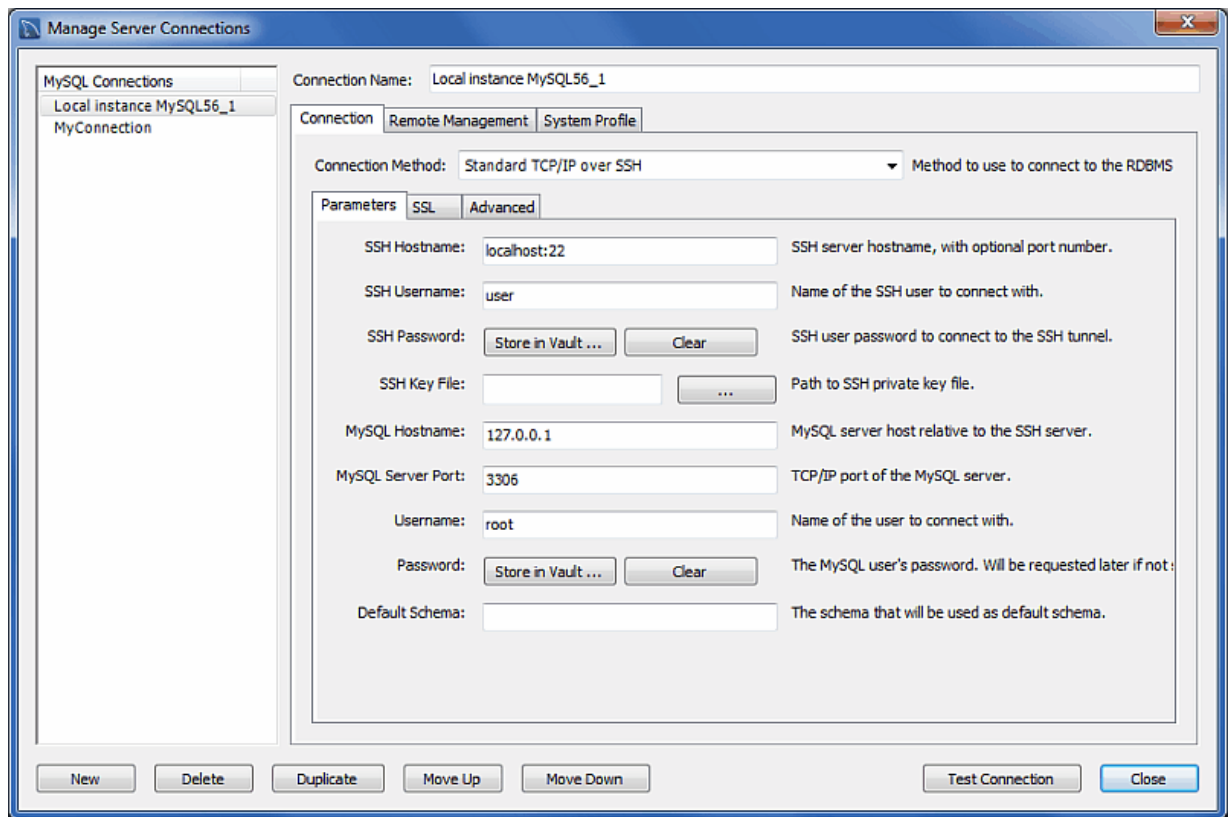 Manage Server Connections
MySQL Connections
Local instance MySQL56_1
MyConnection
Connection Name: Local instance MySQL56_1
Connection Remote Management System Profile
Connection Method: Standard TCP/IP over SSH Method to use to connect to the RDBMS
Parameters SSL Advanced
SSH Hostname: localhost:22 SSH server hostname, with optional port number.
SSH Username: user Name of the SSH user to connect with.
SSH Password: Store in Vault ... Clear SSH user password to connect to the SSH tunnel.
SSH Key File: ... Path to SSH private key file.
MySQL Hostname: 127.0.0.1 MySQL server host relative to the SSH server.
MySQL Server Port: 3306 TCP/IP port of the MySQL server.
Username: root Name of the user to connect with.
Password: Store in Vault ... Clear The MySQL user's password. Will be requested later if not
Default Schema: The schema that will be used as default schema.
New Delete Duplicate Move Up Move Down Test Connection Close